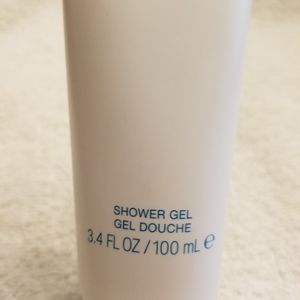 SHOWER GEL
GEL DOUCHE
3.4 FL OZ / 100 mL ℮